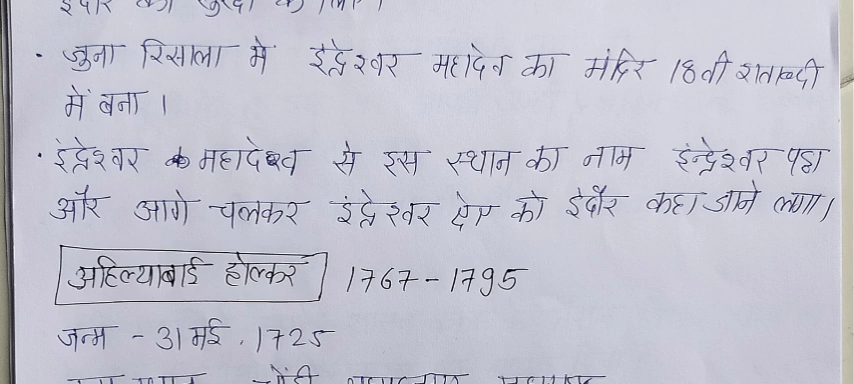 इंदौर की सुरक्षा के लिए।
• जुना रिसाला में इंद्रेश्वर महादेव का मंदिर 18वी शताब्दी
में बना ।
• इंद्रेश्वर महादेव से इस स्थान का नाम इंन्द्रेश्वर पड़ा
और आगे चलकर इंद्रेश्वर क्षेत्र को इंदौर कहा जाने लगा।
अहिल्याबाई होल्कर 1767-1795
जन्म - 31 मई . 1725